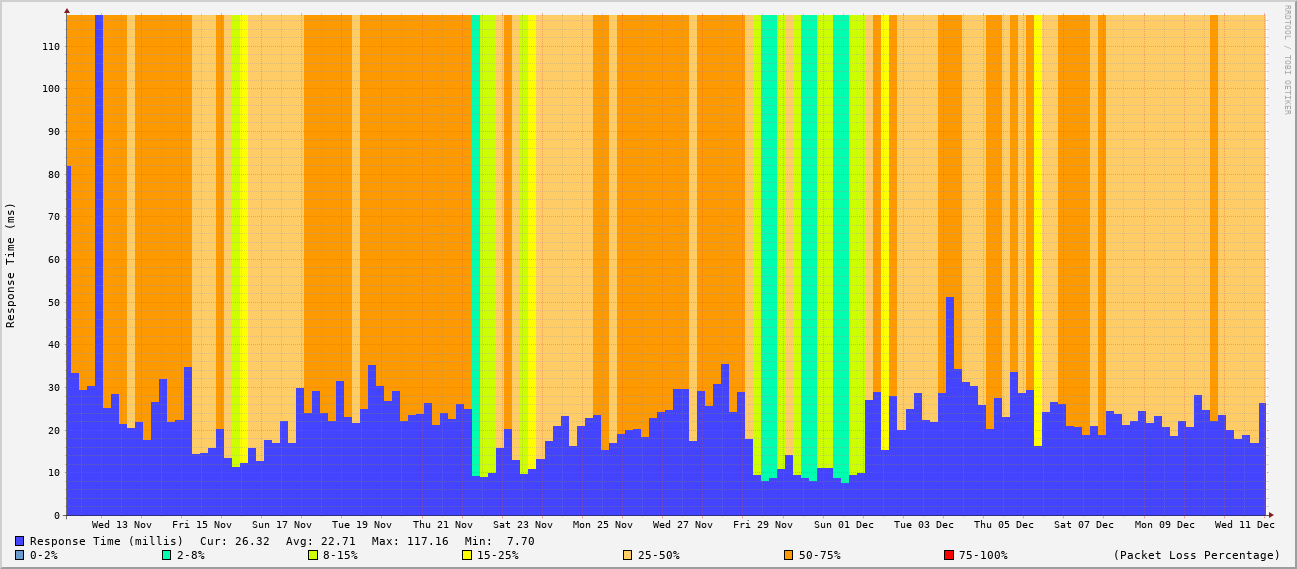 RRDTOOL / TOBI OETIKER
Response Time (ms)
110
100
90
80
70
60
50
40
30
20
10
0
Wed 13 Nov Fri 15 Nov Sun 17 Nov Tue 19 Nov Thu 21 Nov Sat 23 Nov Mon 25 Nov Wed 27 Nov Fri 29 Nov Sun 01 Dec Tue 03 Dec Thu 05 Dec Sat 07 Dec Mon 09 Dec Wed 11 Dec
Response Time (millis) Cur: 26.32 Avg: 22.71 Max: 117.16 Min: 7.70
0-2% 2-8% 8-15% 15-25% 25-50% 50-75% 75-100% (Packet Loss Percentage)